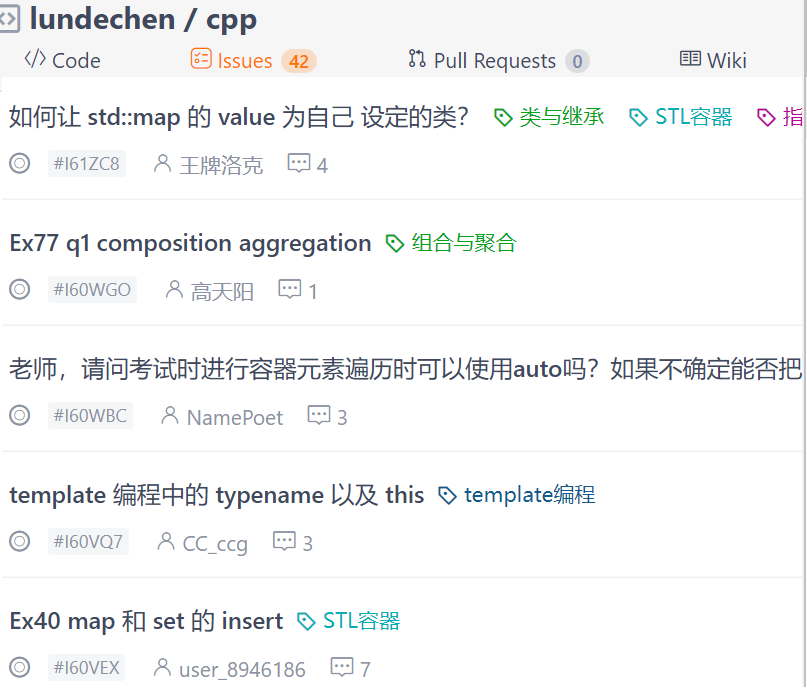 lundechen / cpp
</> Code Issues 42 Pull Requests 0 Wiki
如何让 std::map 的 value 为自己 设定的类? 类与继承 STL容器 指
#I61ZC8 王牌洛克 4
Ex77 q1 composition aggregation 组合与聚合
#I60WGO 高天阳 1
老师，请问考试时进行容器元素遍历时可以使用auto吗？如果不确定能否把
#I60WBC NamePoet 3
template 编程中的 typename 以及 this template编程
#I60VQ7 CC_ccg 3
Ex40 map 和 set 的 insert STL容器
#I60VEX user_8946186 7